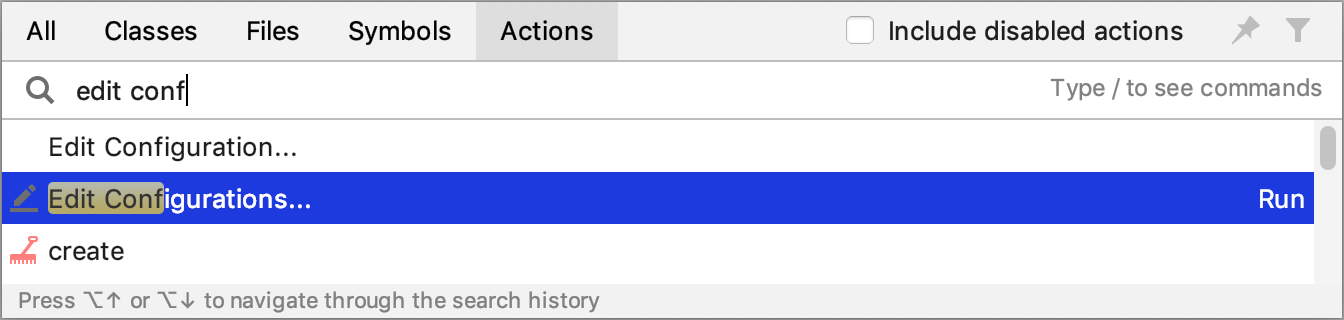 All Classes Files Symbols Actions Include disabled actions
edit conf Type / to see commands
Edit Configuration...
Edit Configurations... Run
create
Press ⌥↑ or ⌥↓ to navigate through the search history